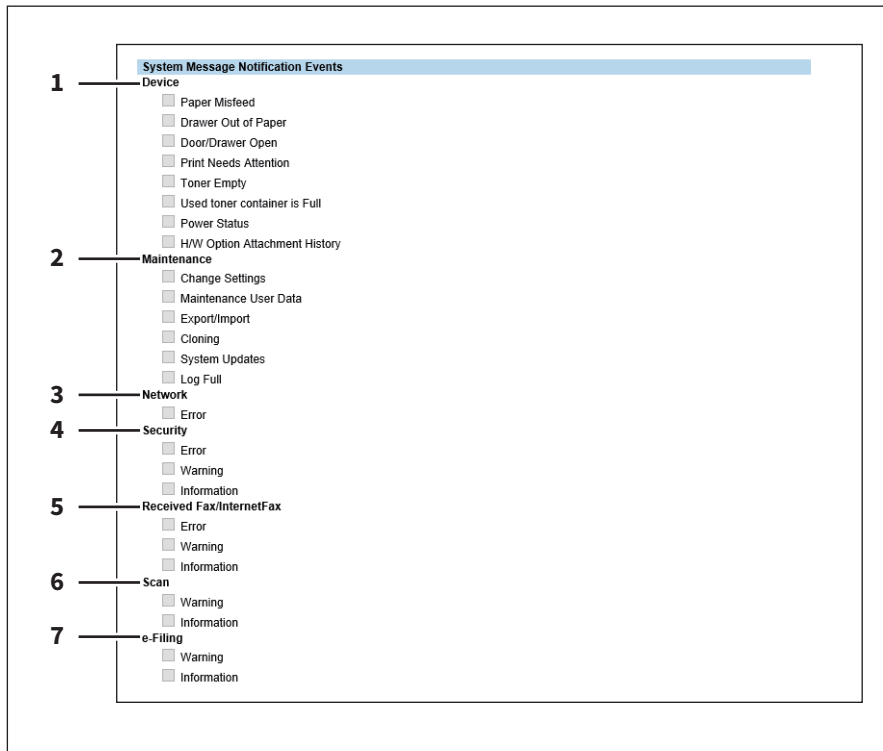 System Message Notification Events
1 Device
Paper Misfeed
Drawer Out of Paper
Door/Drawer Open
Print Needs Attention
Toner Empty
Used toner container is Full
Power Status
H/W Option Attachment History
2 Maintenance
Change Settings
Maintenance User Data
Export/Import
Cloning
System Updates
Log Full
3 Network
Error
4 Security
Error
Warning
Information
5 Received Fax/InternetFax
Error
Warning
Information
6 Scan
Warning
Information
7 e-Filing
Warning
Information